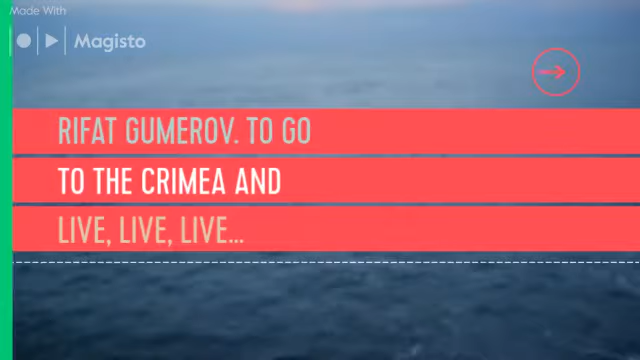 Made With
Magisto
RIFAT GUMEROV. TO GO
TO THE CRIMEA AND
LIVE, LIVE, LIVE...